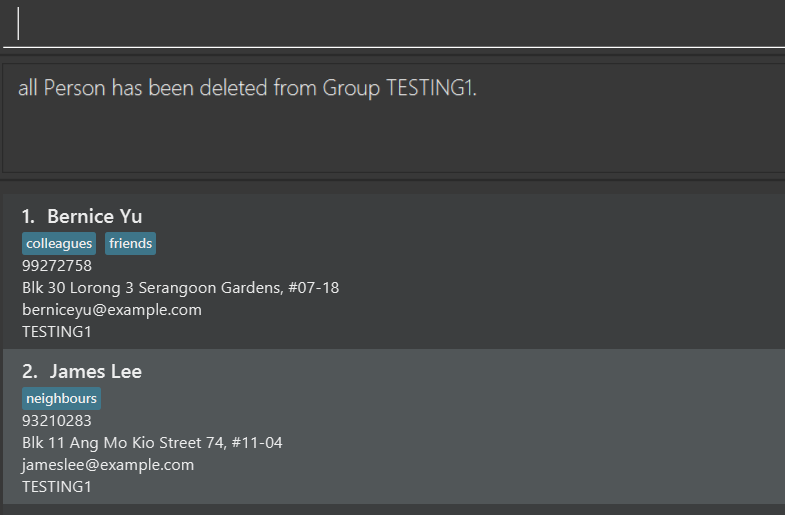 all Person has been deleted from Group TESTING1.
1. Bernice Yu
colleagues friends
99272758
Blk 30 Lorong 3 Serangoon Gardens, #07-18
berniceyu@example.com
TESTING1
2. James Lee
neighbours
93210283
Blk 11 Ang Mo Kio Street 74, #11-04
jameslee@example.com
TESTING1